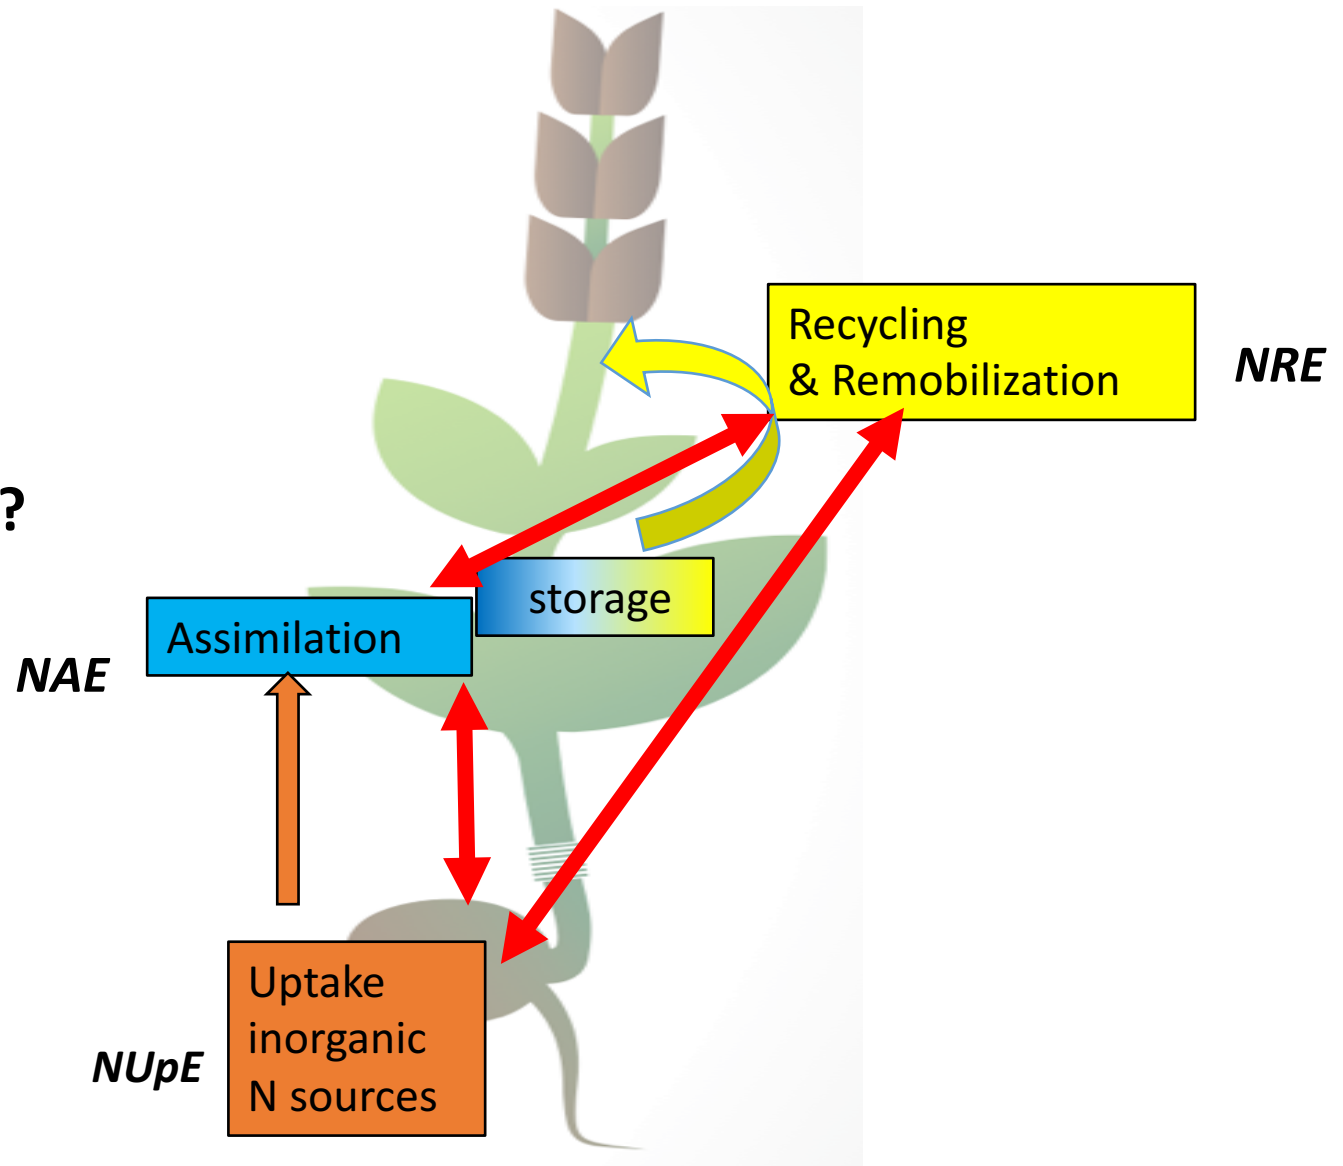 Recycling
& Remobilization
NRE
?
storage
Assimilation
NAE
Uptake
inorganic
N sources
NUpE